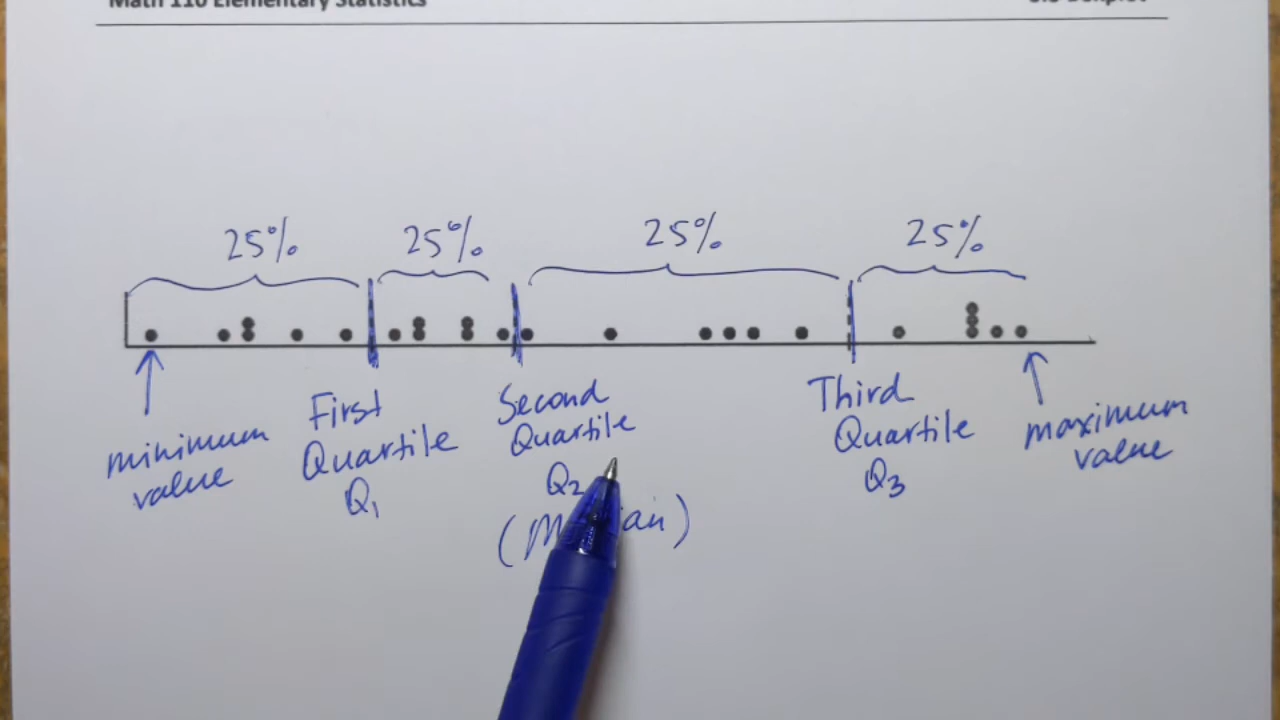 Math 110 Elementary Statistics
25% 25% 25% 25%
minimum
value
First
Quartile
Q1
Second
Quartile
Q2
Third
Quartile
Q3
maximum
value